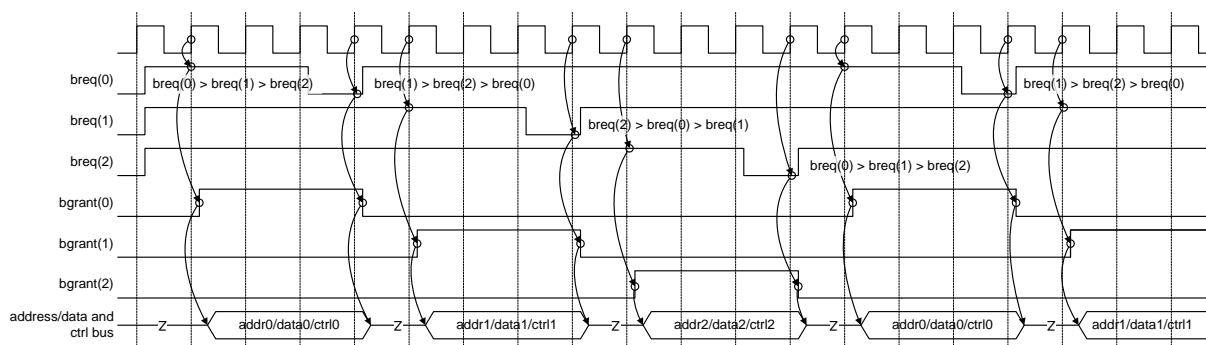 breq(0)
breq(0) > breq(1) > breq(2)
breq(1) > breq(2) > breq(0)
breq(1) > breq(2) > breq(0)
breq(1)
breq(2) > breq(0) > breq(1)
breq(2)
breq(0) > breq(1) > breq(2)
bgrant(0)
bgrant(1)
bgrant(2)
address/data and
ctrl bus
Z
addr0/data0/ctrl0
Z
addr1/data1/ctrl1
Z
addr2/data2/ctrl2
Z
addr0/data0/ctrl0
Z
addr1/data1/ctrl1